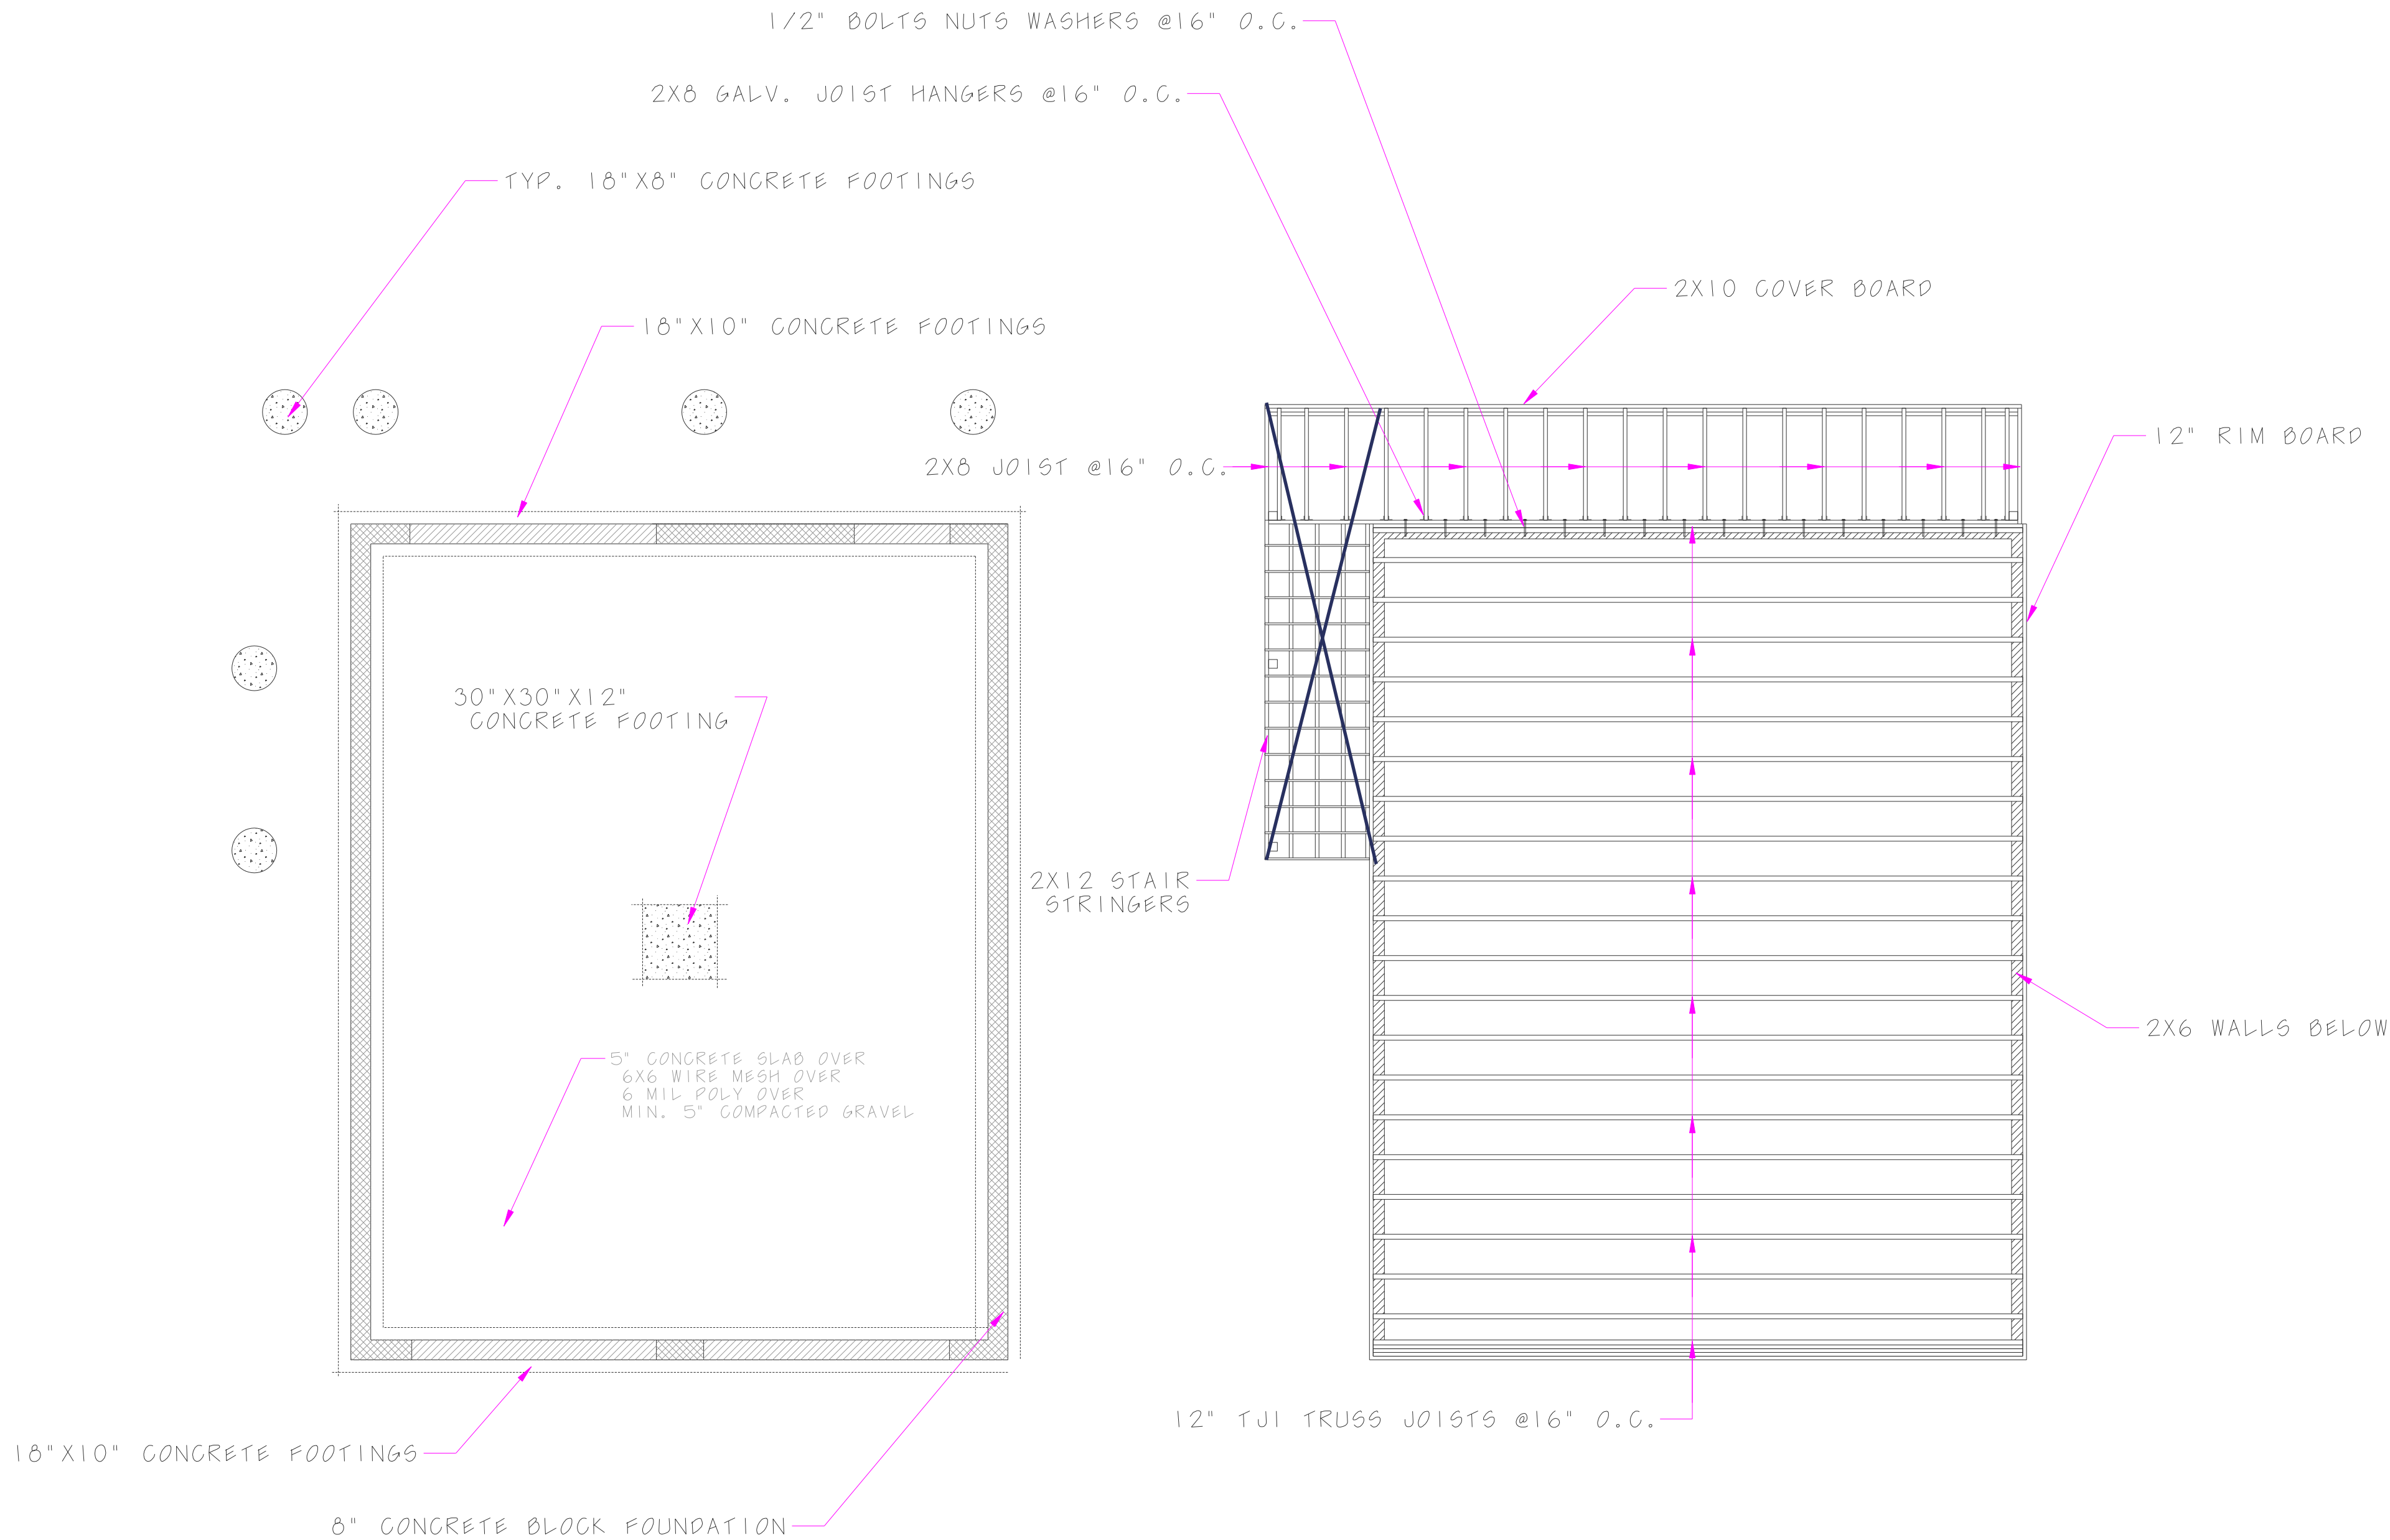 1/2" BOLTS NUTS WASHERS @16" O.C.
2X8 GALV. JOIST HANGERS @16" O.C.
TYP. 18"X8" CONCRETE FOOTINGS
2X10 COVER BOARD
18"X10" CONCRETE FOOTINGS
12" RIM BOARD
2X8 JOIST @16" O.C.
30"X30"X12"
CONCRETE FOOTING
2X12 STAIR
STRINGERS
2X6 WALLS BELOW
5" CONCRETE SLAB OVER
6X6 WIRE MESH OVER
6 MIL POLY OVER
MIN. 5" COMPACTED GRAVEL
12" TJI TRUSS JOISTS @16" O.C.
18"X10" CONCRETE FOOTINGS
8" CONCRETE BLOCK FOUNDATION